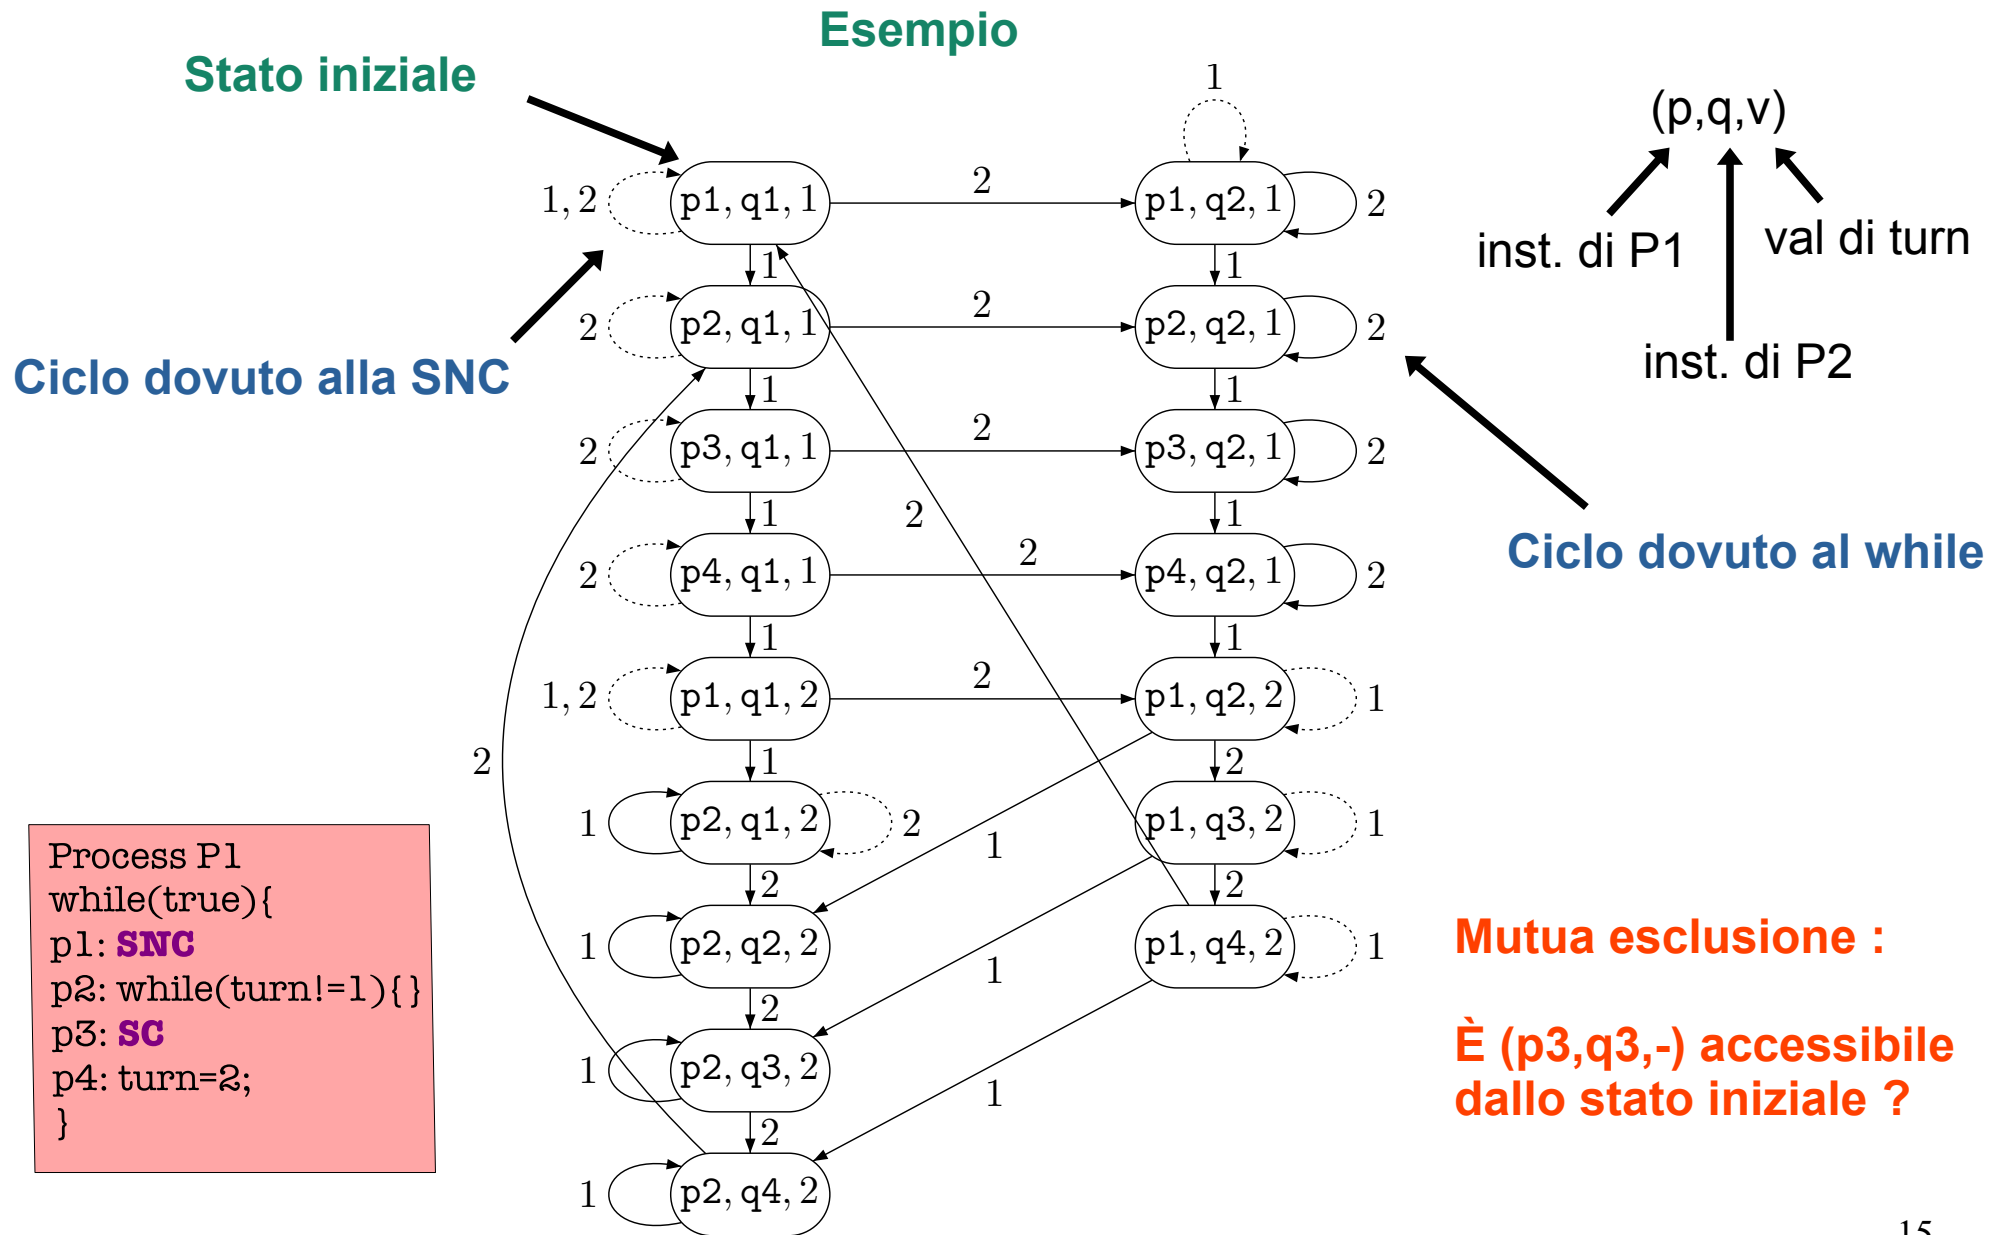 Esempio
Stato iniziale
1
(p,q,v)
1, 2
p1, q1, 1
2
p1, q2, 1
2
inst. di P1
val di turn
1
1
2
p2, q1, 1
2
p2, q2, 1
2
inst. di P2
Ciclo dovuto alla SNC
1
1
2
p3, q1, 1
2
p3, q2, 1
2
1
2
1
2
p4, q1, 1
2
p4, q2, 1
2
Ciclo dovuto al while
1
1
1, 2
p1, q1, 2
2
p1, q2, 2
1
2
1
2
1
p2, q1, 2
2
1
p1, q3, 2
1
2
2
Process P1
while(true){
p1: SNC
p2: while(turn!=1){}
p3: SC
p4: turn=2;
}
1
p2, q2, 2
1
p1, q4, 2
1
2
1
p2, q3, 2
1
2
1
p2, q4, 2
Mutua esclusione :
È (p3,q3,-) accessibile
dallo stato iniziale ?
15